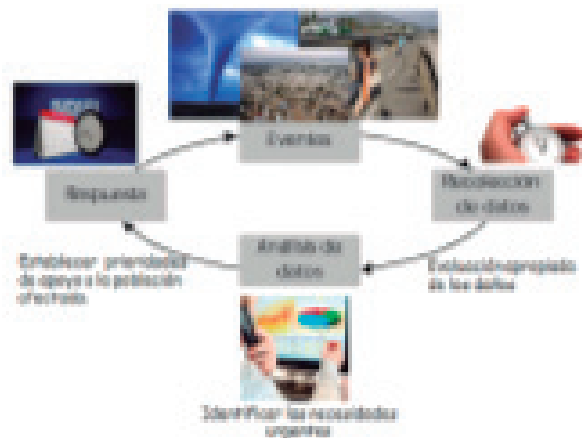 Eventos
Respuesta
Recolección
de datos
Análisis de
datos
Establecer prioridades
de apoyo a la población
afectada
Evaluación apropiada
de los daños
Identificar las necesidades
urgentes